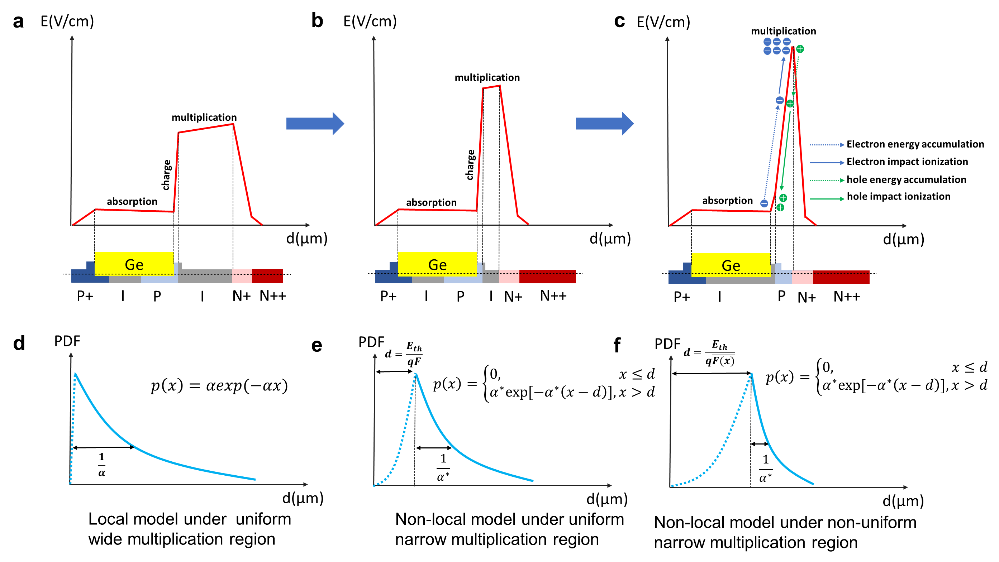 a
E(V/cm)
multiplication
charge
absorption
d(μm)
Ge
P+ I P I N+ N++
b
E(V/cm)
multiplication
charge
absorption
d(μm)
Ge
P+ I P I N+ N++
c
E(V/cm)
multiplication
Electron energy accumulation
Electron impact ionization
hole energy accumulation
hole impact ionization
absorption
d(μm)
Ge
P+ I P N+ N++
d
PDF
p(x) = αexp(−αx)
1/α
d(μm)
Local model under uniform
wide multiplication region
e
PDF
d = E_th/qF
p(x) = { 0, x ≤ d
α*exp[−α*(x − d)], x > d
1/α*
d(μm)
Non-local model under uniform
narrow multiplication region
f
PDF
d = E_th/q\overline{F(x)}
p(x) = { 0, x ≤ d
α*exp[−α*(x − d)], x > d
1/α*
d(μm)
Non-local model under non-uniform
narrow multiplication region